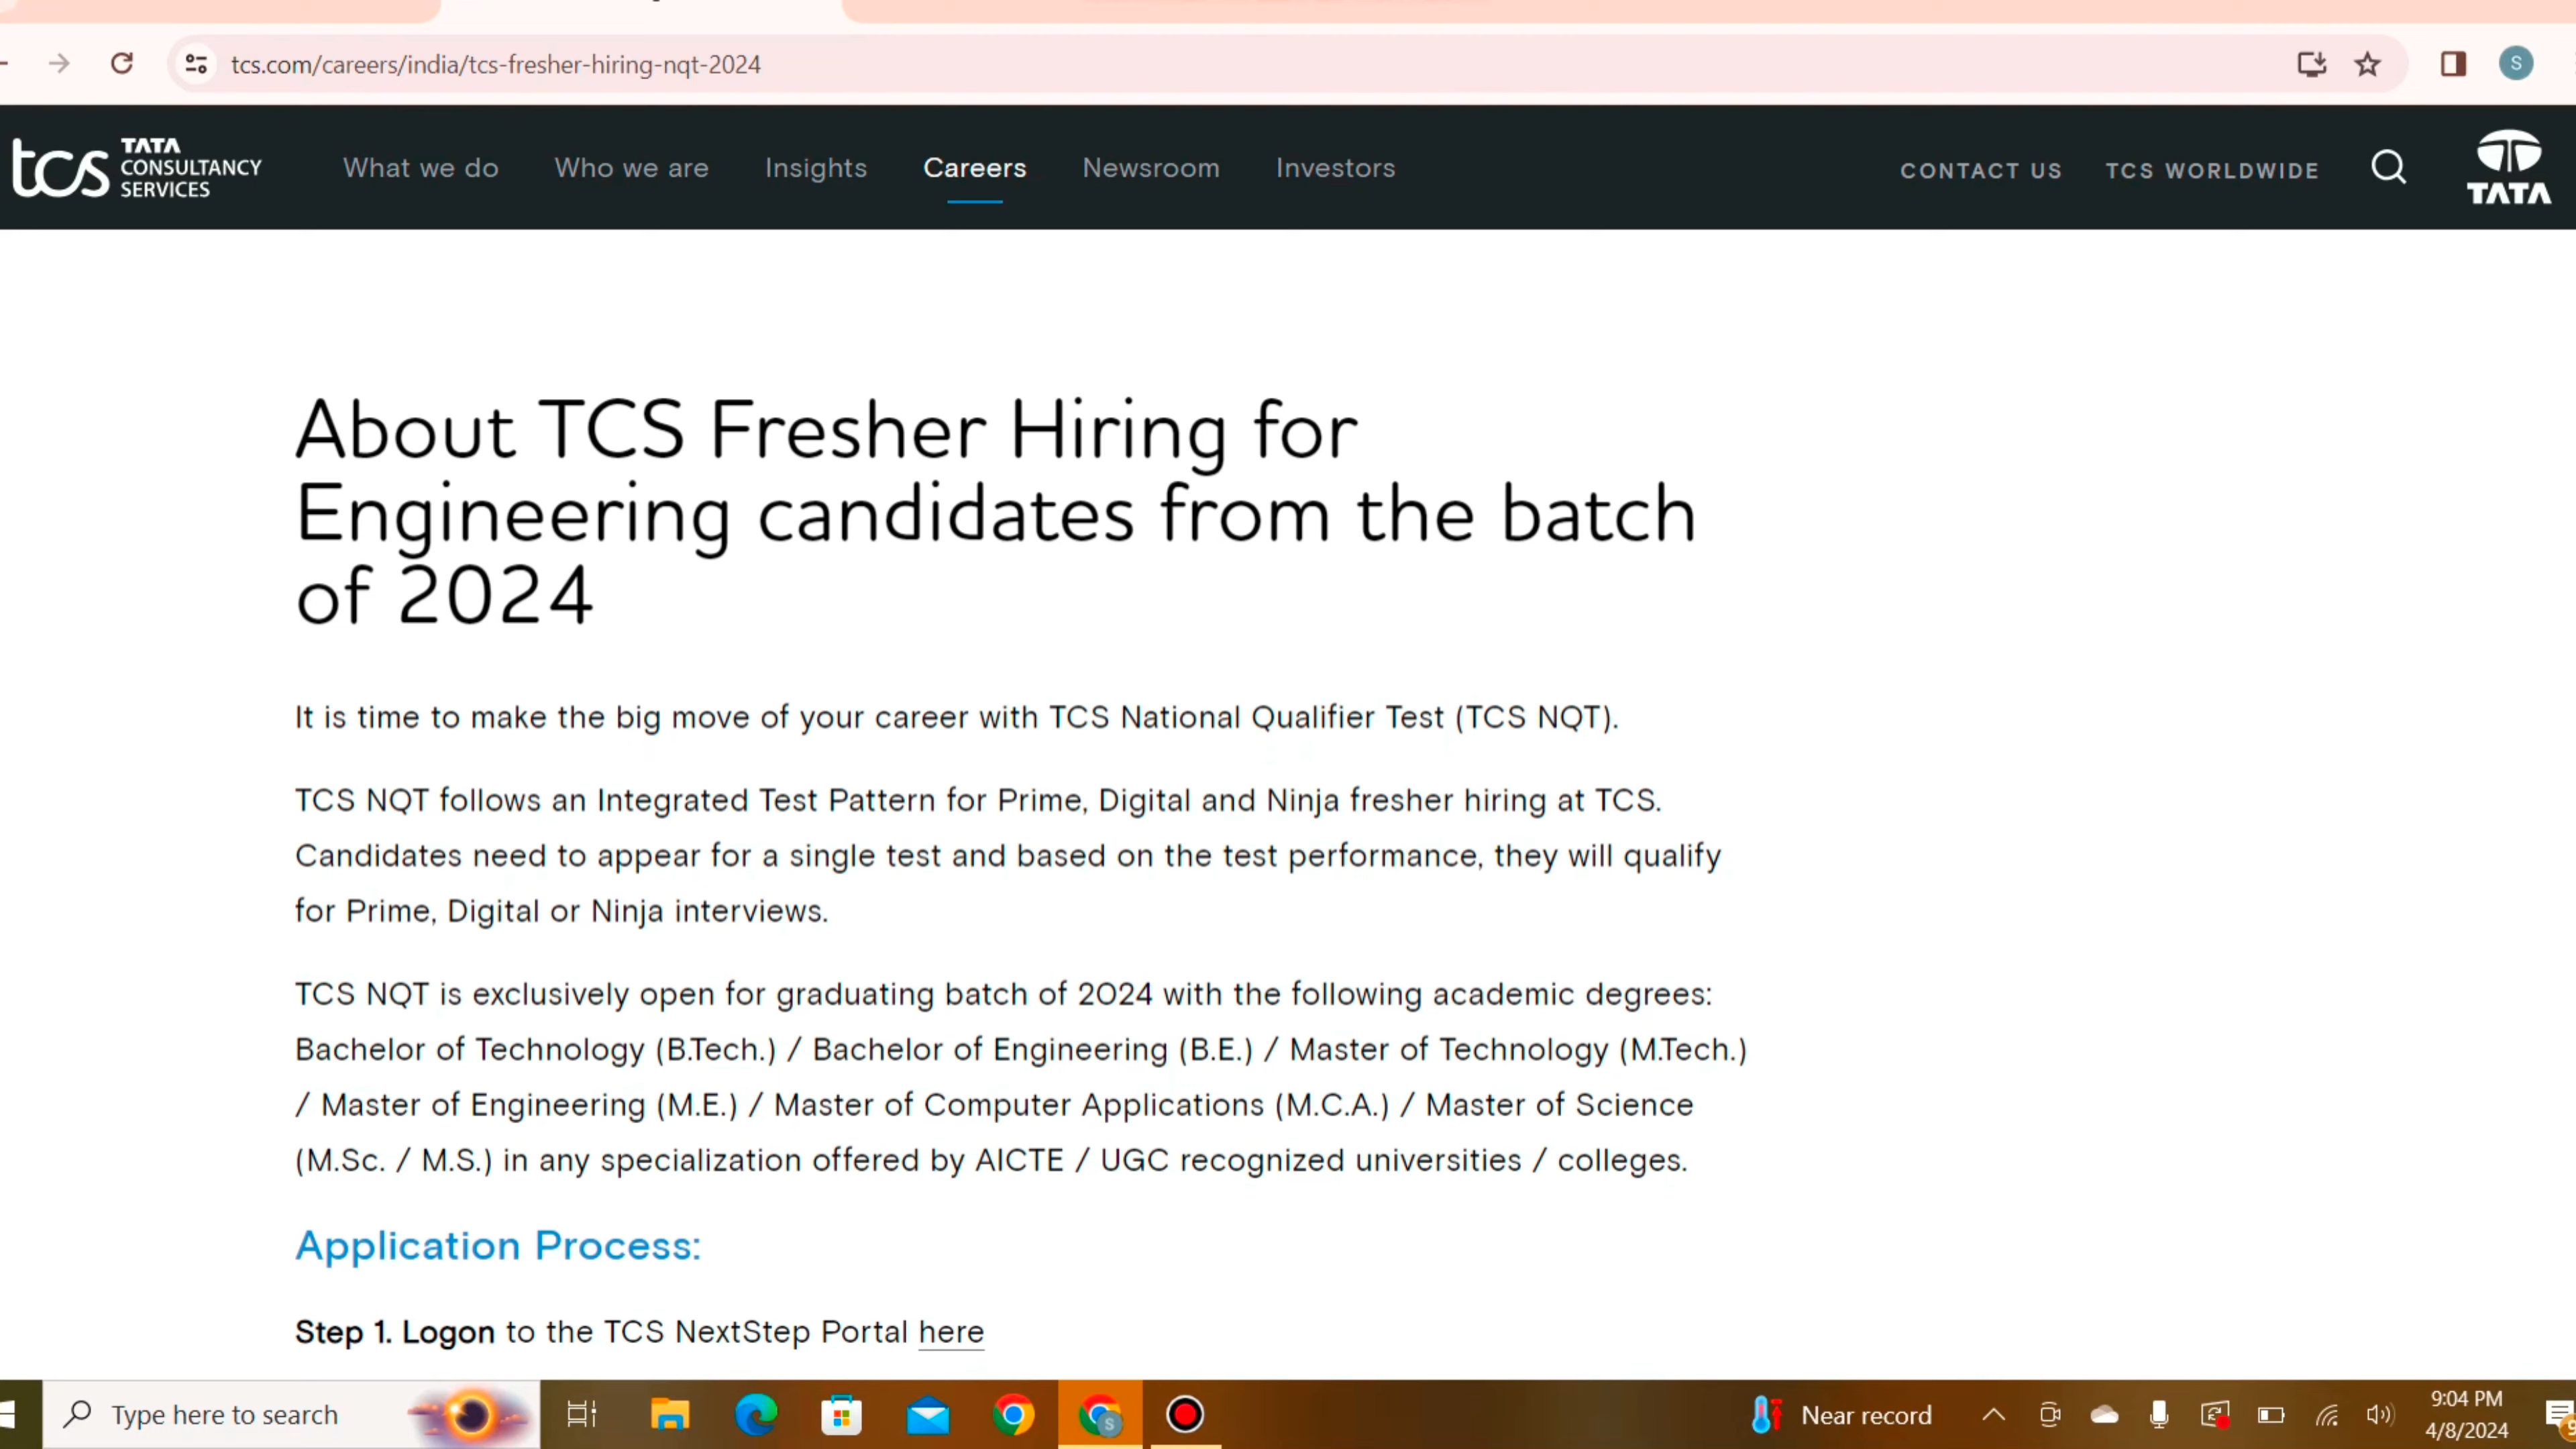 tcs.com/careers/india/tcs-fresher-hiring-nqt-2024
S
tcs TATA CONSULTANCY SERVICES
What we do Who we are Insights Careers Newsroom Investors
CONTACT US TCS WORLDWIDE
TATA
About TCS Fresher Hiring for
Engineering candidates from the batch
of 2024
It is time to make the big move of your career with TCS National Qualifier Test (TCS NQT).
TCS NQT follows an Integrated Test Pattern for Prime, Digital and Ninja fresher hiring at TCS.
Candidates need to appear for a single test and based on the test performance, they will qualify
for Prime, Digital or Ninja interviews.
TCS NQT is exclusively open for graduating batch of 2024 with the following academic degrees:
Bachelor of Technology (B.Tech.) / Bachelor of Engineering (B.E.) / Master of Technology (M.Tech.)
/ Master of Engineering (M.E.) / Master of Computer Applications (M.C.A.) / Master of Science
(M.Sc. / M.S.) in any specialization offered by AICTE / UGC recognized universities / colleges.
Application Process:
Step 1. Logon to the TCS NextStep Portal here
Type here to search
S
Near record
9:04 PM
4/8/2024